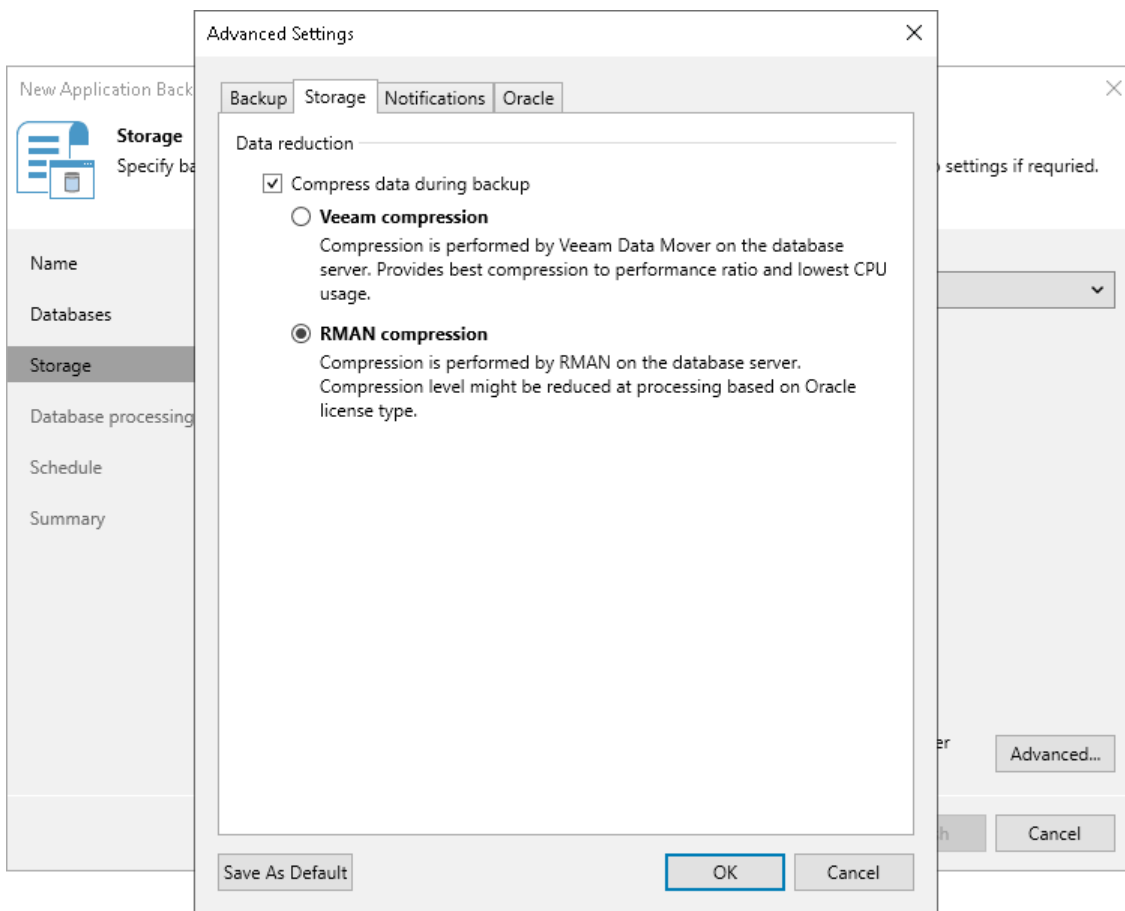 Advanced Settings
New Application Back
Storage
Specify ba
settings if requried.
Name
Databases
Storage
Database processing
Schedule
Summary
Backup
Storage
Notifications
Oracle
Data reduction
Compress data during backup
Veeam compression
Compression is performed by Veeam Data Mover on the database
server. Provides best compression to performance ratio and lowest CPU
usage.
RMAN compression
Compression is performed by RMAN on the database server.
Compression level might be reduced at processing based on Oracle
license type.
er
Advanced...
h
Cancel
Save As Default
OK
Cancel